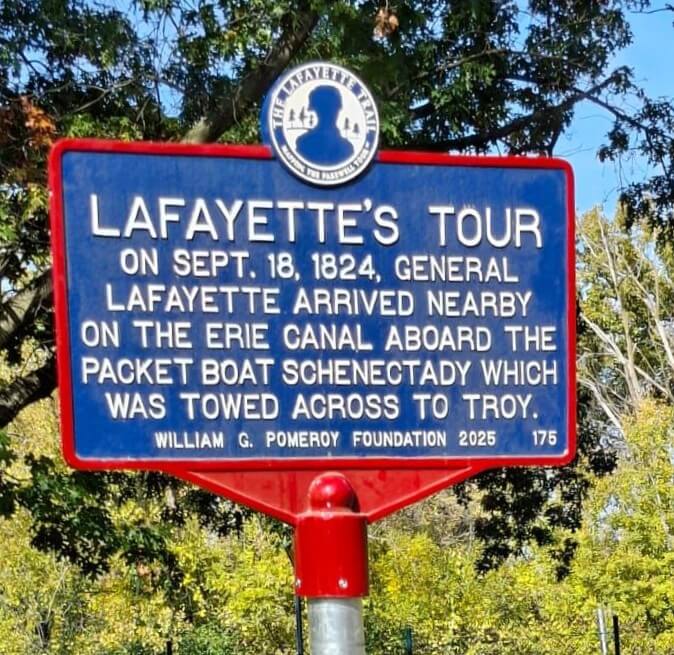 THE LAFAYETTE TRAIL
MAPPING THE FAREWELL TOUR
LAFAYETTE'S TOUR
ON SEPT. 18, 1824, GENERAL
LAFAYETTE ARRIVED NEARBY
ON THE ERIE CANAL ABOARD THE
PACKET BOAT SCHENECTADY WHICH
WAS TOWED ACROSS TO TROY.
WILLIAM G. POMEROY FOUNDATION 2025 175